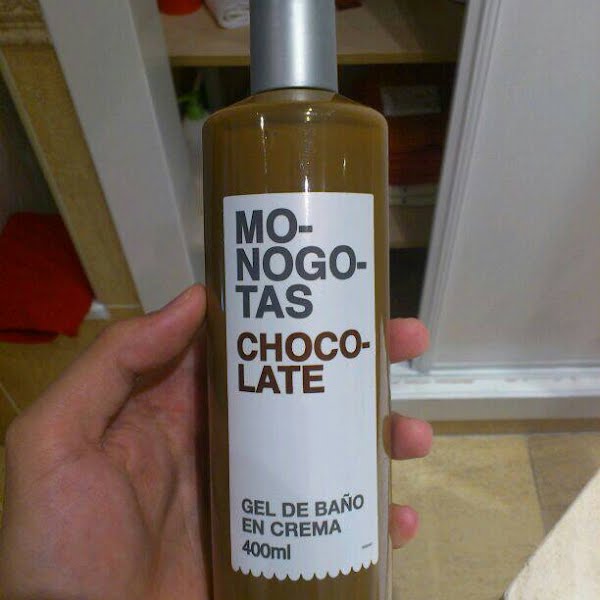 MO-
NOGO-
TAS
CHOCO-
LATE
GEL DE BAÑO
EN CREMA
400ml